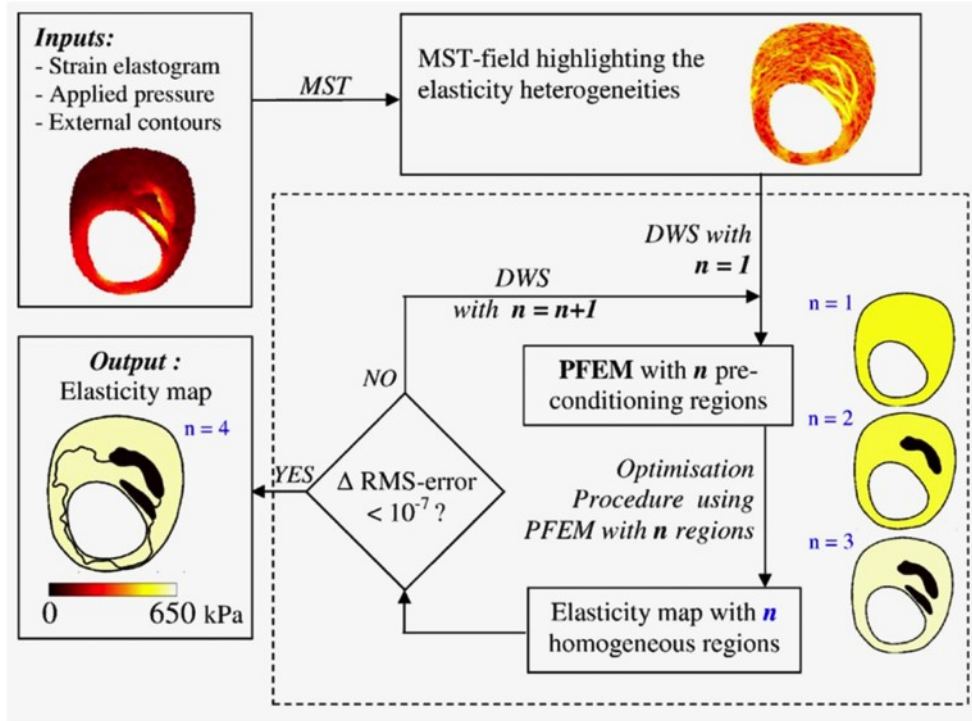 Inputs:
- Strain elastogram
- Applied pressure
- External contours
MST
MST-field highlighting the
elasticity heterogeneities
DWS with
n = 1
DWS
with n = n+1
PFEM with n pre-
conditioning regions
Optimisation
Procedure using
PFEM with n regions
Elasticity map with n
homogeneous regions
Δ RMS-error
< 10⁻⁷ ?
NO
YES
Output :
Elasticity map
n = 4
0 650 kPa
n = 1
n = 2
n = 3